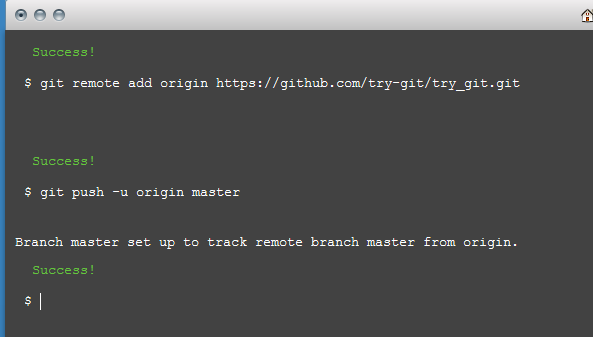 Success!
$ git remote add origin https://github.com/try-git/try_git.git
Success!
$ git push -u origin master
Branch master set up to track remote branch master from origin.
Success!
$